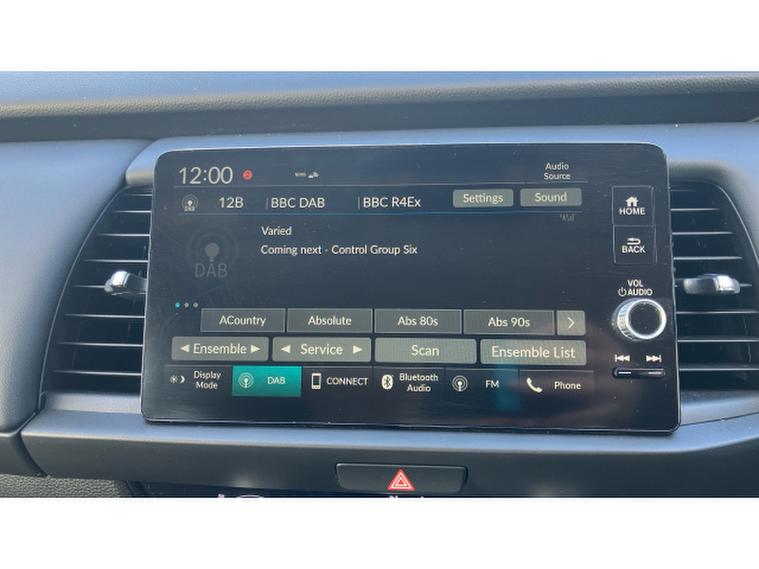 12:00 2 Audio Source
DAB 12B BBC DAB BBC R4Ex Settings Sound
HOME
Varied
Coming next - Control Group Six
BACK
DAB
VOL
AUDIO
ACountry Absolute Abs 80s Abs 90s
Ensemble Service Scan Ensemble List
Display Mode DAB CONNECT Bluetooth Audio FM Phone